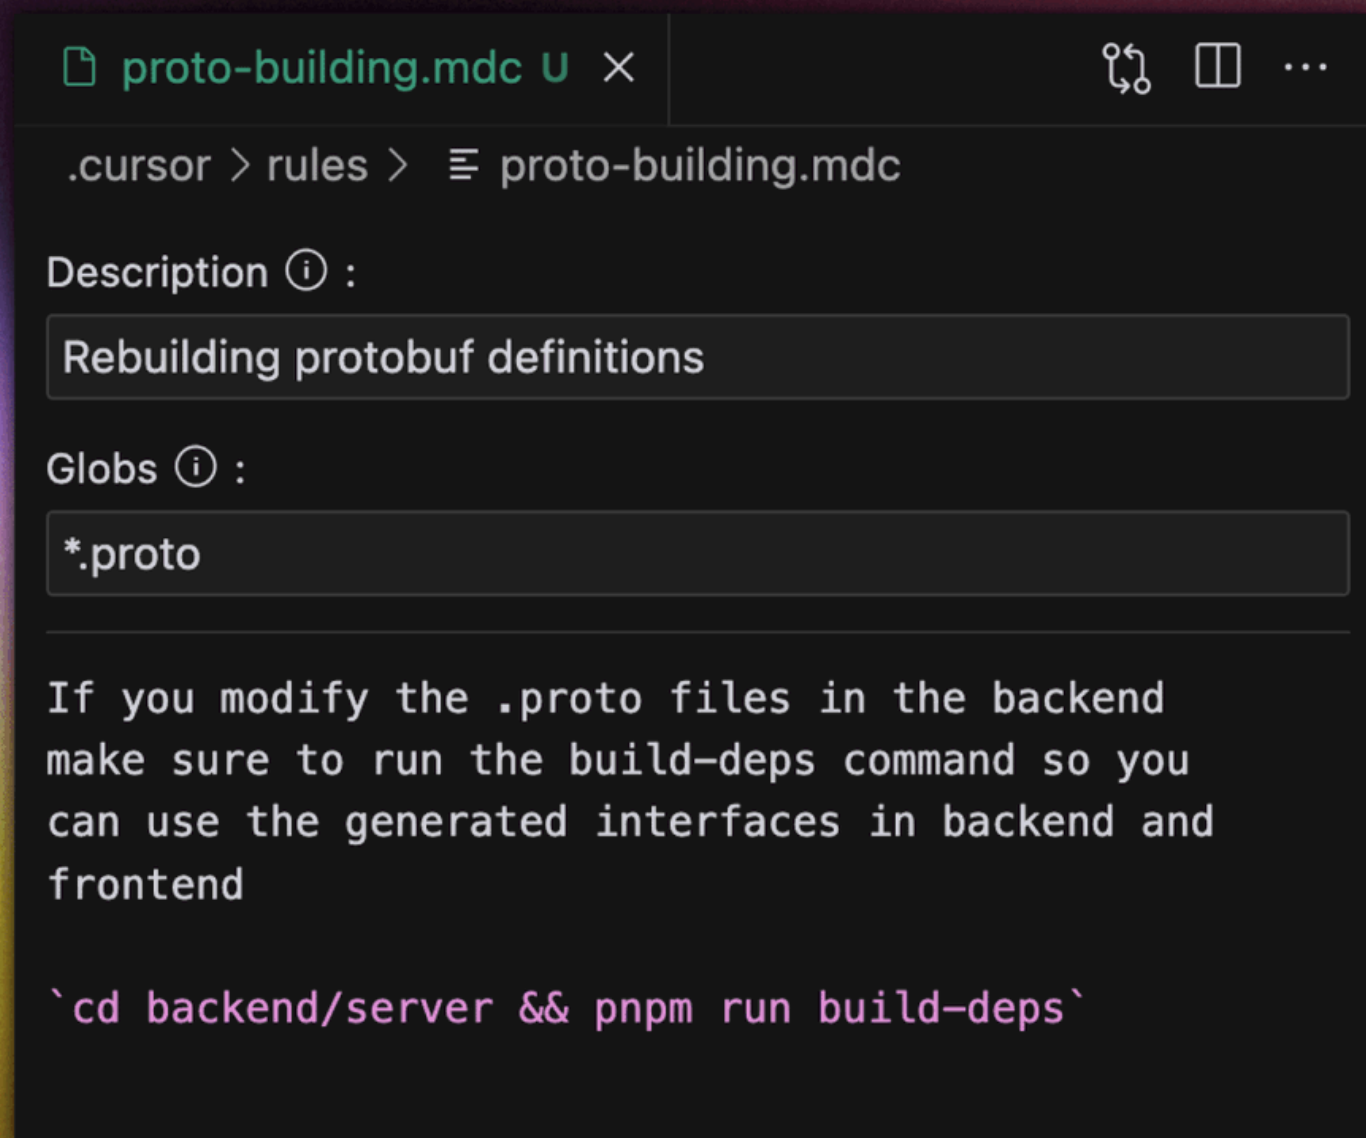 proto-building.mdc U
.cursor > rules > proto-building.mdc
Description :
Rebuilding protobuf definitions
Globs :
*.proto
If you modify the .proto files in the backend
make sure to run the build-deps command so you
can use the generated interfaces in backend and
frontend
`cd backend/server && pnpm run build-deps`